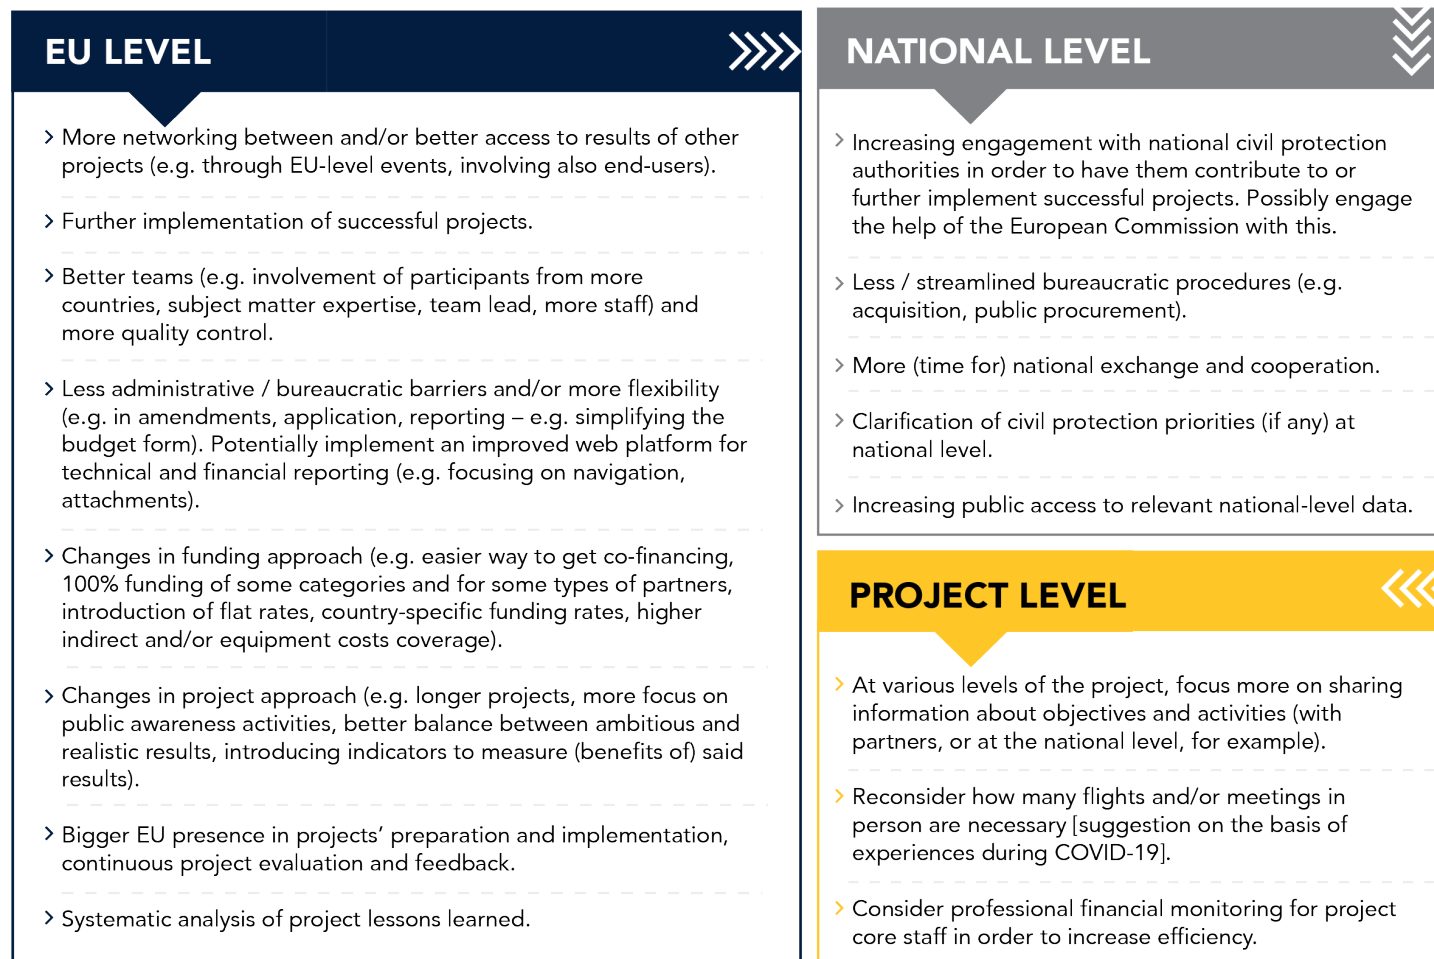 EU LEVEL
More networking between and/or better access to results of other
projects (e.g. through EU-level events, involving also end-users).
Further implementation of successful projects.
Better teams (e.g. involvement of participants from more
countries, subject matter expertise, team lead, more staff) and
more quality control.
Less administrative / bureaucratic barriers and/or more flexibility
(e.g. in amendments, application, reporting – e.g. simplifying the
budget form). Potentially implement an improved web platform for
technical and financial reporting (e.g. focusing on navigation,
attachments).
Changes in funding approach (e.g. easier way to get co-financing,
100% funding of some categories and for some types of partners,
introduction of flat rates, country-specific funding rates, higher
indirect and/or equipment costs coverage).
Changes in project approach (e.g. longer projects, more focus on
public awareness activities, better balance between ambitious and
realistic results, introducing indicators to measure (benefits of) said
results).
Bigger EU presence in projects’ preparation and implementation,
continuous project evaluation and feedback.
Systematic analysis of project lessons learned.
NATIONAL LEVEL
Increasing engagement with national civil protection
authorities in order to have them contribute to or
further implement successful projects. Possibly engage
the help of the European Commission with this.
Less / streamlined bureaucratic procedures (e.g.
acquisition, public procurement).
More (time for) national exchange and cooperation.
Clarification of civil protection priorities (if any) at
national level.
Increasing public access to relevant national-level data.
PROJECT LEVEL
At various levels of the project, focus more on sharing
information about objectives and activities (with
partners, or at the national level, for example).
Reconsider how many flights and/or meetings in
person are necessary [suggestion on the basis of
experiences during COVID-19].
Consider professional financial monitoring for project
core staff in order to increase efficiency.